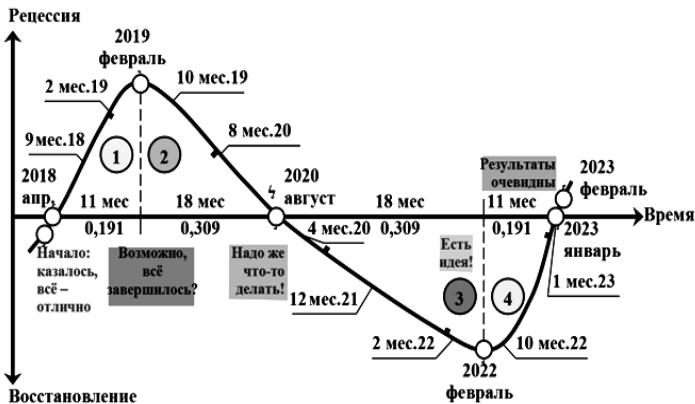 Рецессия
2019
февраль
10 мес.19
2 мес.19
9 мес.18
8 мес.20
1
2
2018
апр,
11 мес
18 мес
2020
август
18 мес
Результаты
очевидны
11 мес
2023
февраль
Время
0,191
0,309
4 мес.20
0,309
0,191
2023
январь
Начало:
казалось,
всё –
отлично
Возможно,
всё
завершилось?
Надо же
что-то
делать!
Есть
идея!
1 мес.23
12 мес.21
3
4
2 мес.22
10 мес.22
2022
февраль
Восстановление